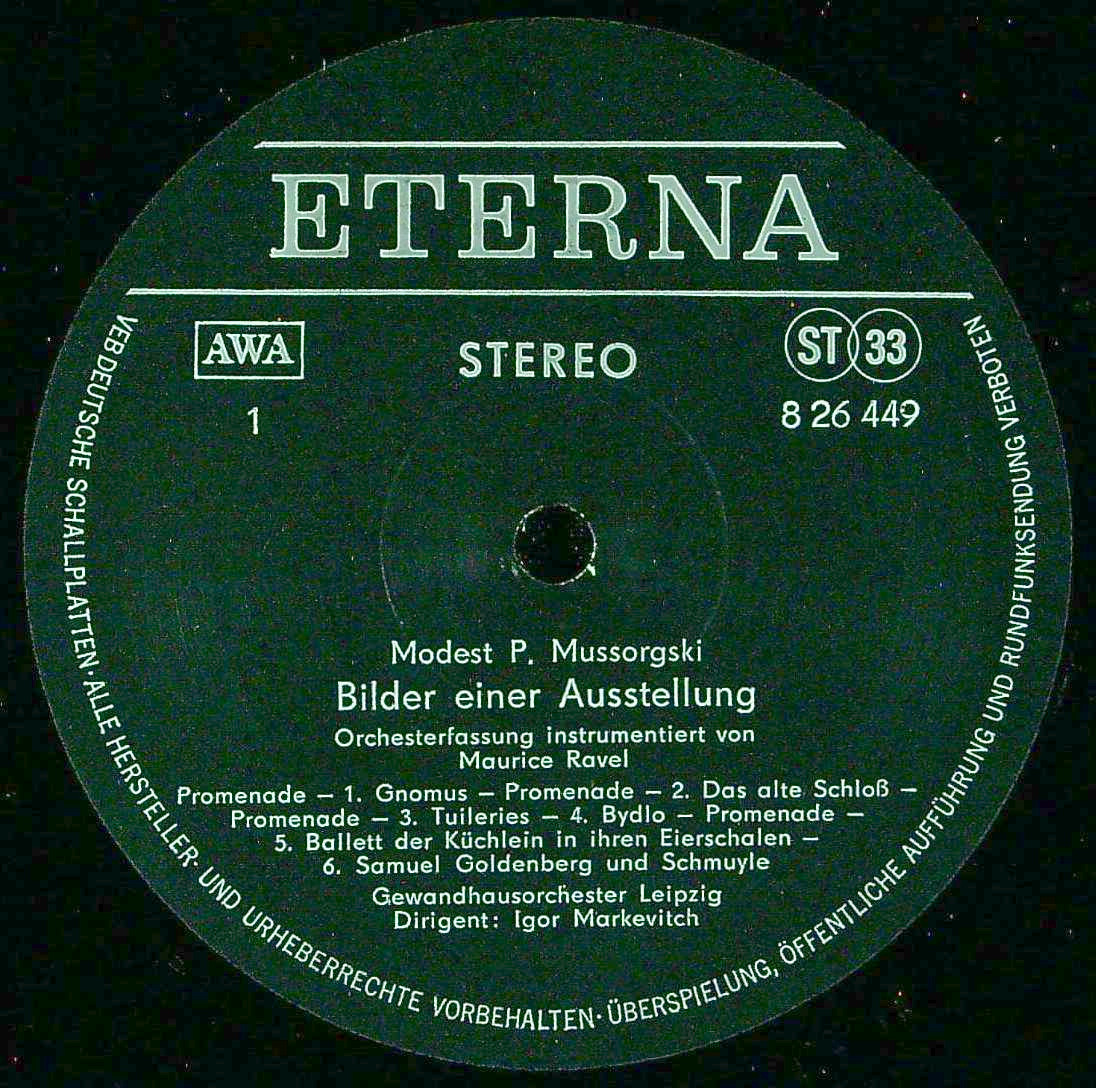 ETERNA
AWA
STEREO
ST 33
1
8 26 449
Modest P. Mussorgski
Bilder einer Ausstellung
Orchesterfassung instrumentiert von
Maurice Ravel
Promenade – 1. Gnomus – Promenade – 2. Das alte Schloß –
Promenade – 3. Tuileries – 4. Bydlo – Promenade –
5. Ballett der Küchlein in ihren Eierschalen –
6. Samuel Goldenberg und Schmuyle
Gewandhausorchester Leipzig
Dirigent: Igor Markevitch
VEB DEUTSCHE SCHALLPLATTEN · ALLE HERSTELLER- UND URHEBERRECHTE VORBEHALTEN · ÜBERSPIELUNG, ÖFFENTLICHE AUFFÜHRUNG UND RUNDFUNKSENDUNG VERBOTEN